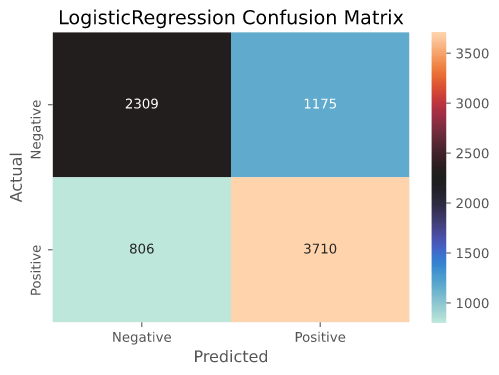 LogisticRegression Confusion Matrix
Actual
Negative
2309 1175
Positive
806 3710
Negative Positive
Predicted
3500
3000
2500
2000
1500
1000